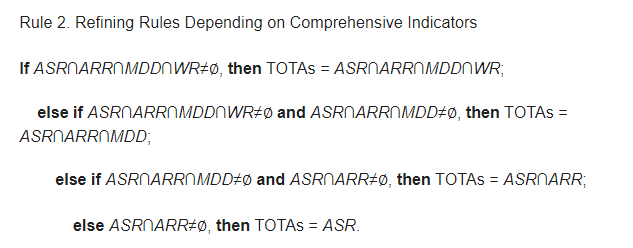 Rule 2. Refining Rules Depending on Comprehensive Indicators
If ASR∩ARR∩MDD∩WR≠ø, then TOTAs = ASR∩ARR∩MDD∩WR;
else if ASR∩ARR∩MDD∩WR≠ø and ASR∩ARR∩MDD≠ø, then TOTAs =
ASR∩ARR∩MDD;
else if ASR∩ARR∩MDD≠ø and ASR∩ARR≠ø, then TOTAs = ASR∩ARR;
else ASR∩ARR≠ø, then TOTAs = ASR.